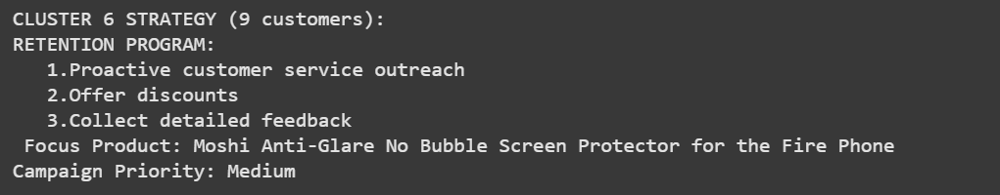 CLUSTER 6 STRATEGY (9 customers):
RETENTION PROGRAM:
1.Proactive customer service outreach
2.Offer discounts
3.Collect detailed feedback
Focus Product: Moshi Anti-Glare No Bubble Screen Protector for the Fire Phone
Campaign Priority: Medium